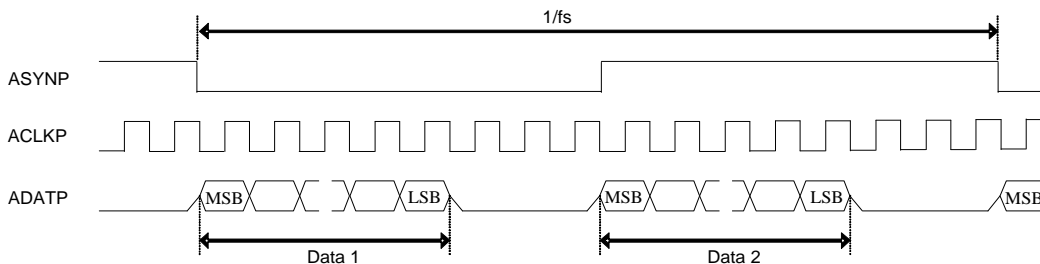 1/fs
ASYNP
ACLKP
ADATP MSB LSB MSB LSB MSB
Data 1 Data 2